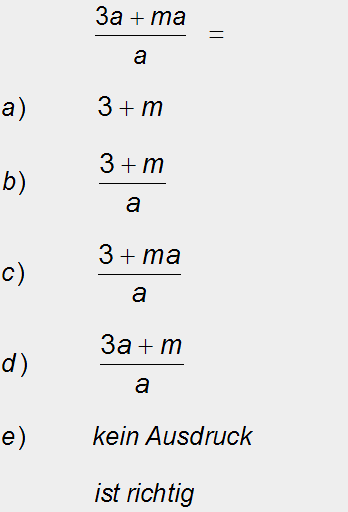 3a + ma
a
=
a) 3 + m
b) 3 + m
a
c) 3 + ma
a
d) 3a + m
a
e) kein Ausdruck
ist richtig